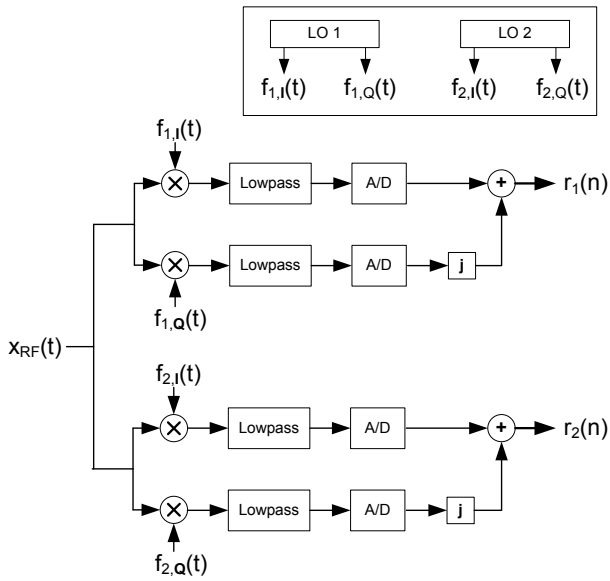 LO 1 LO 2
f1,I(t) f1,Q(t) f2,I(t) f2,Q(t)
f1,I(t)
Lowpass A/D + r1(n)
Lowpass A/D j
f1,Q(t)
xRF(t)
f2,I(t)
Lowpass A/D + r2(n)
Lowpass A/D j
f2,Q(t)